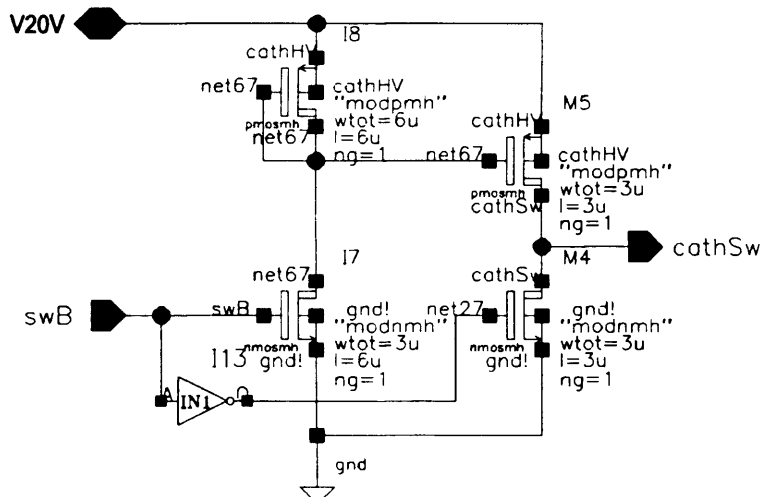 V20V
I8
cathHV
net67
cathHV
"modpmh"
wtot=6u
pmosmh
l=6u
net67
ng=1
M5
cathHV
net67
cathHV
"modpmh"
wtot=3u
pmosmh
l=3u
cathSw
ng=1
cathSw
I7
M4
net67
cathSw
swB
swB
gnd!
"modnmh"
wtot=3u
nmosmh
l=6u
gnd!
ng=1
net27
gnd!
"modnmh"
wtot=3u
nmosmh
l=3u
gnd!
ng=1
I13
A
IN1
gnd